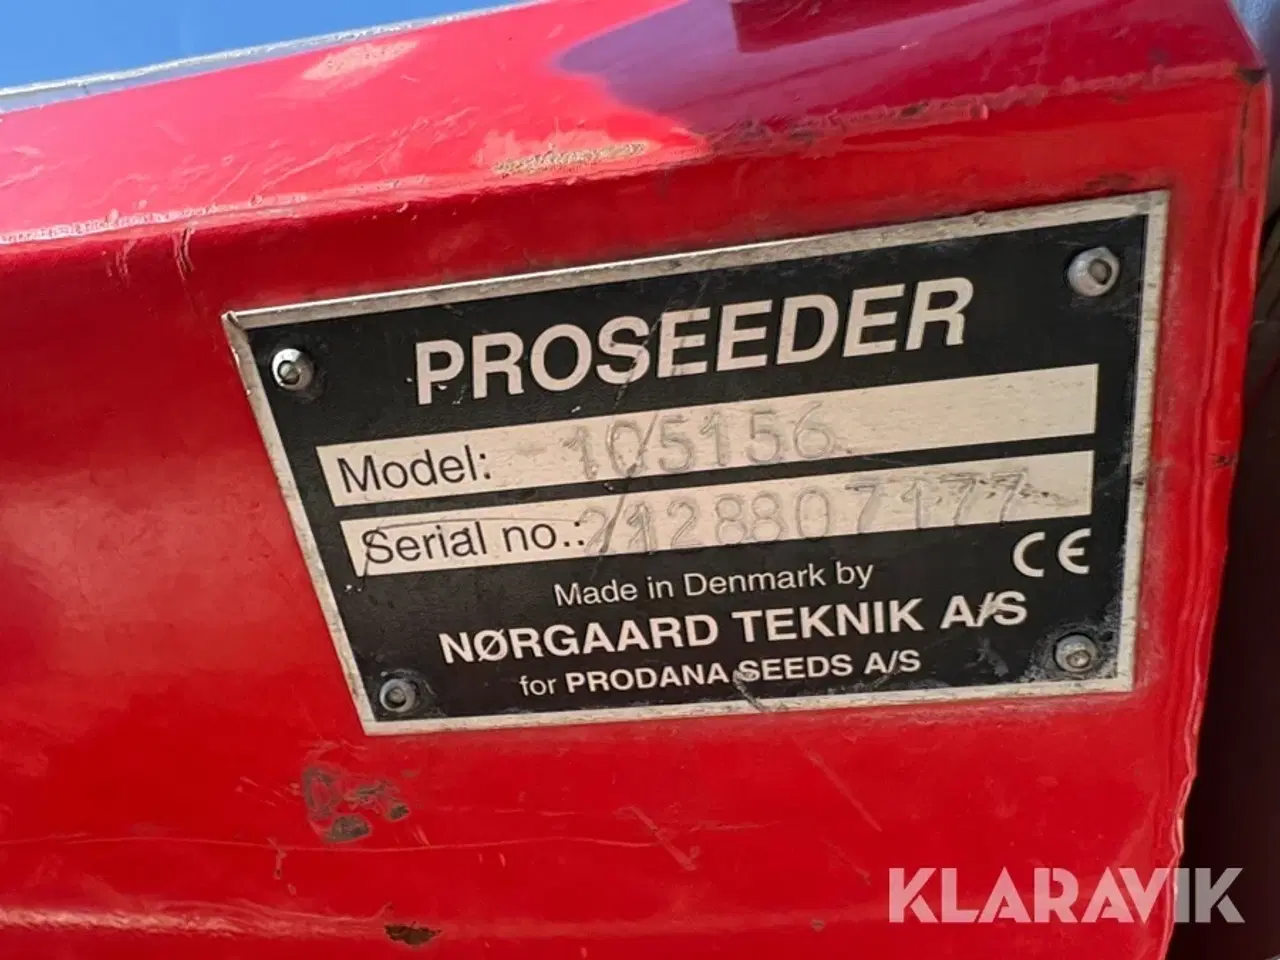 PROSEEDER
Model: 105156
Serial no.: 2128807177
CE
Made in Denmark by
NØRGAARD TEKNIK A/S
for PRODANA SEEDS A/S
KLARAVIK